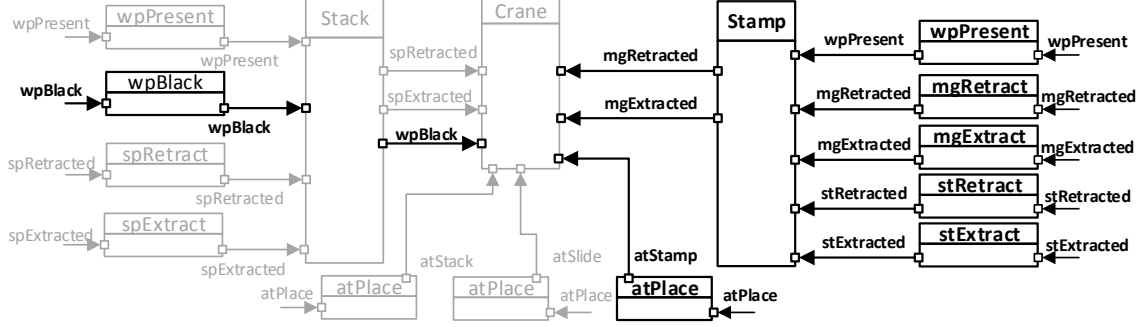 wpPresent
wpPresent
wpPresent
wpBlack
wpBlack
wpBlack
spRetracted
spRetract
spRetracted
spExtracted
spExtract
spExtracted
Stack
spRetracted
spExtracted
wpBlack
Crane
mgRetracted
mgExtracted
atStack
atPlace
atSlide
atPlace
atPlace
atStamp
atPlace
atPlace
Stamp
wpPresent
wpPresent
wpPresent
mgRetracted
mgRetract
mgRetracted
mgExtracted
mgExtract
mgExtracted
stRetracted
stRetract
stRetracted
stExtracted
stExtract
stExtracted
atPlace